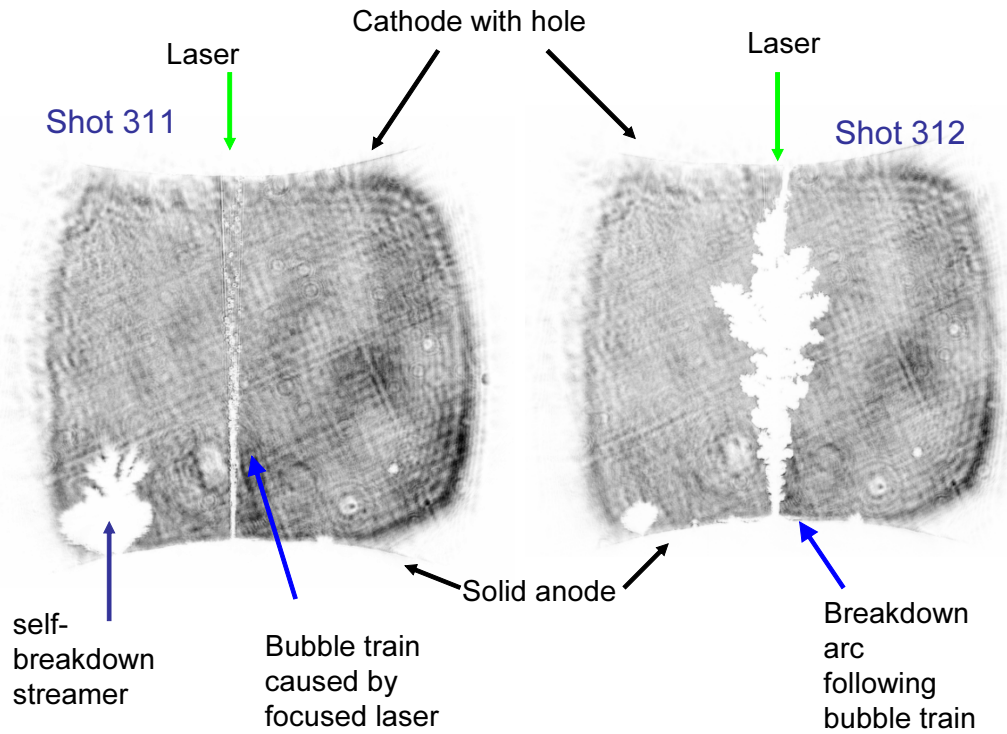 Cathode with hole
Laser
Laser
Shot 311
Shot 312
Solid anode
self-
breakdown
streamer
Bubble train
caused by
focused laser
Breakdown
arc
following
bubble train